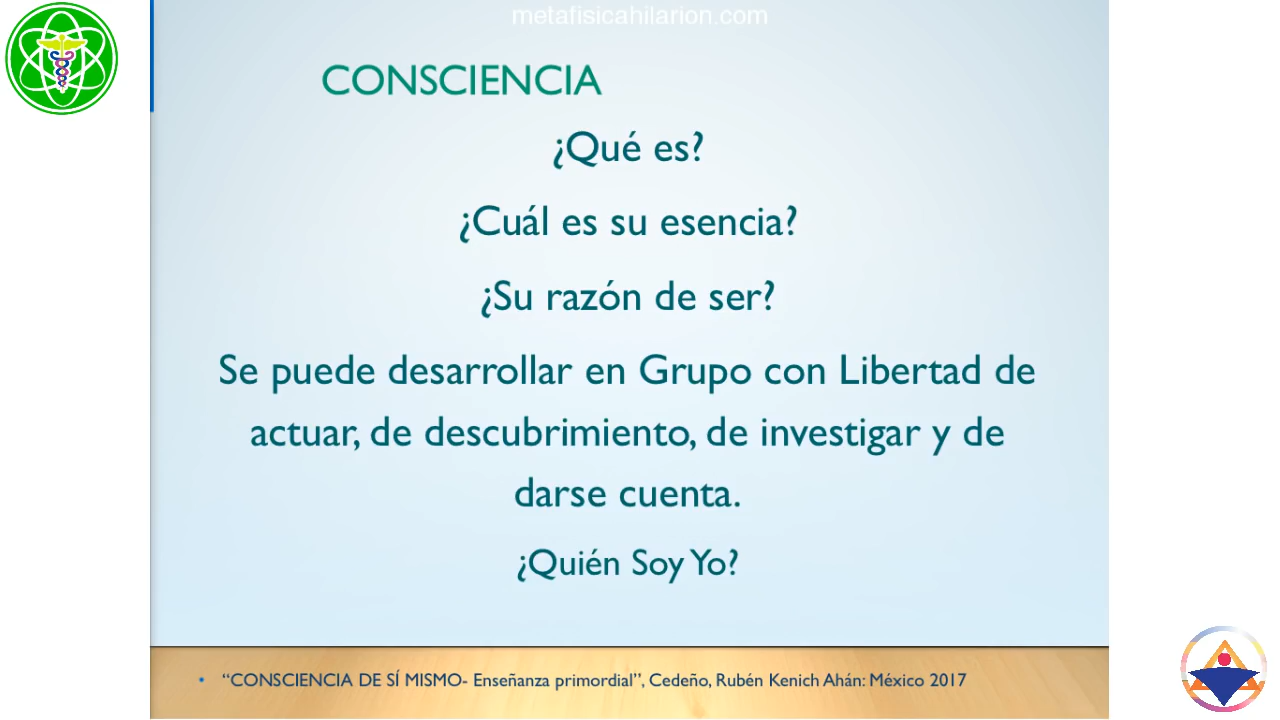 metafisicahilarion.com
CONSCIENCIA
¿Qué es?
¿Cuál es su esencia?
¿Su razón de ser?
Se puede desarrollar en Grupo con Libertad de
actuar, de descubrimiento, de investigar y de
darse cuenta.
¿Quién Soy Yo?
• “CONSCIENCIA DE SÍ MISMO- Enseñanza primordial”, Cedeño, Rubén Kenich Ahán: México 2017